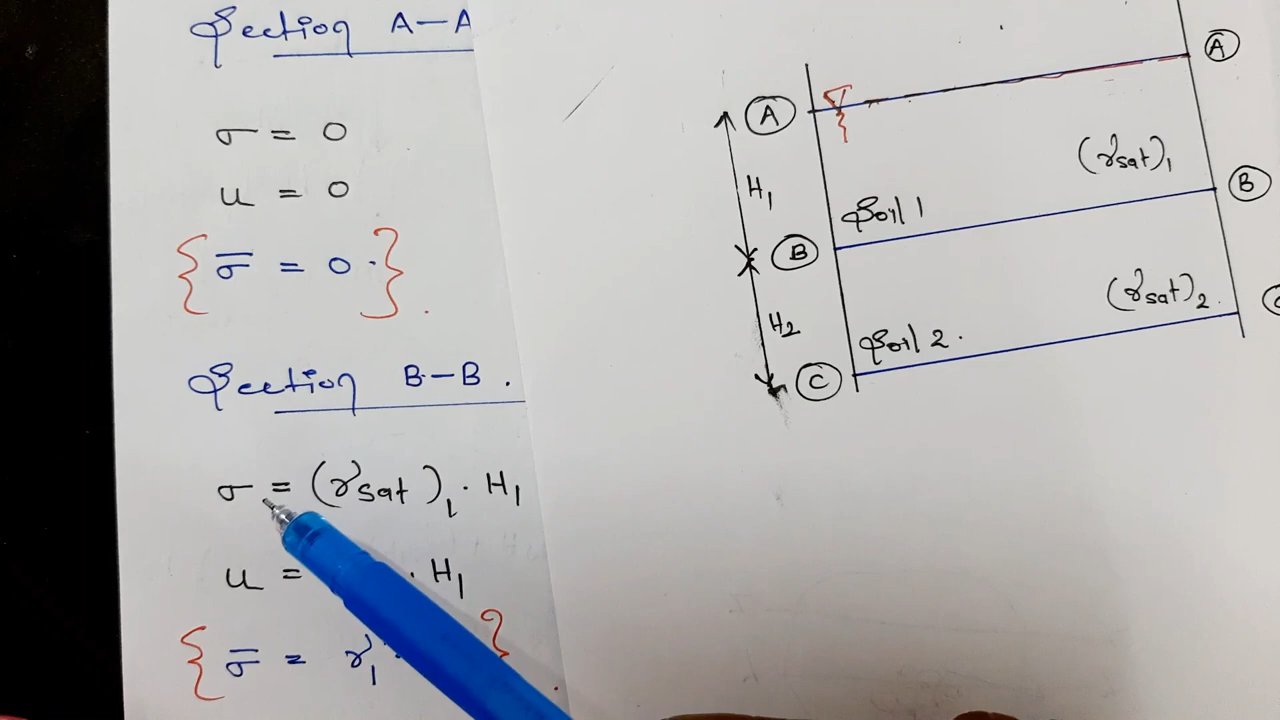 Section A-A
σ = 0
u = 0
{ σ̅ = 0 . } .
Section B-B .
σ = (γsat)₁ . H₁
u = . H₁
{ σ̅ = γ₁' }
A
A
H₁
(γsat)₁
Soil 1
B
B
H₂
(γsat)₂ .
Soil 2 .
C